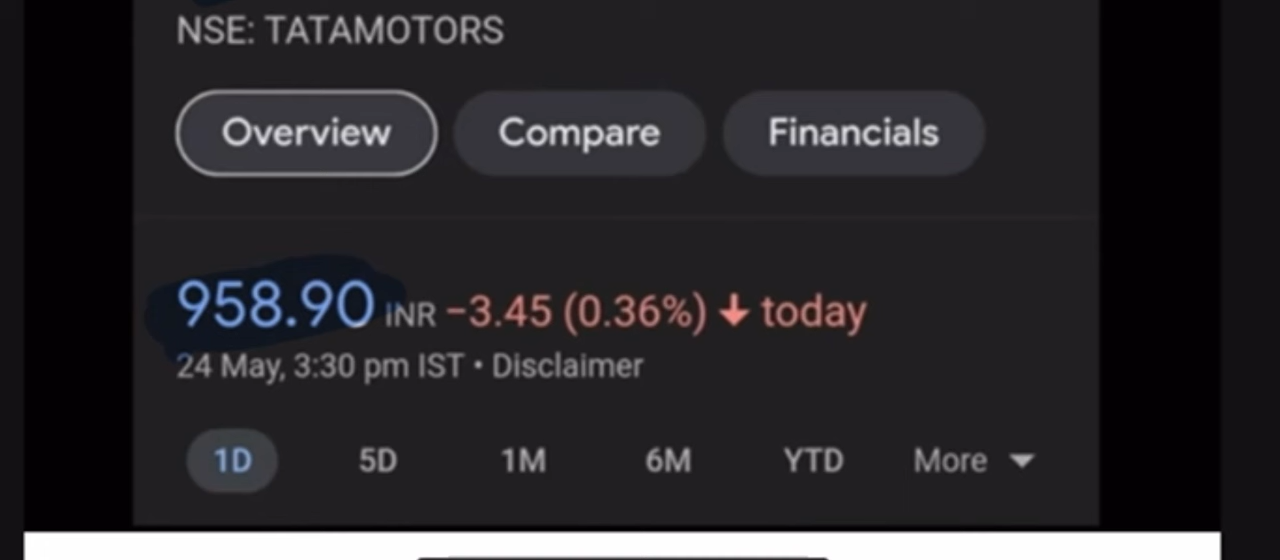 NSE: TATAMOTORS
Overview Compare Financials
958.90 INR −3.45 (0.36%) ↓ today
24 May, 3:30 pm IST • Disclaimer
1D 5D 1M 6M YTD More